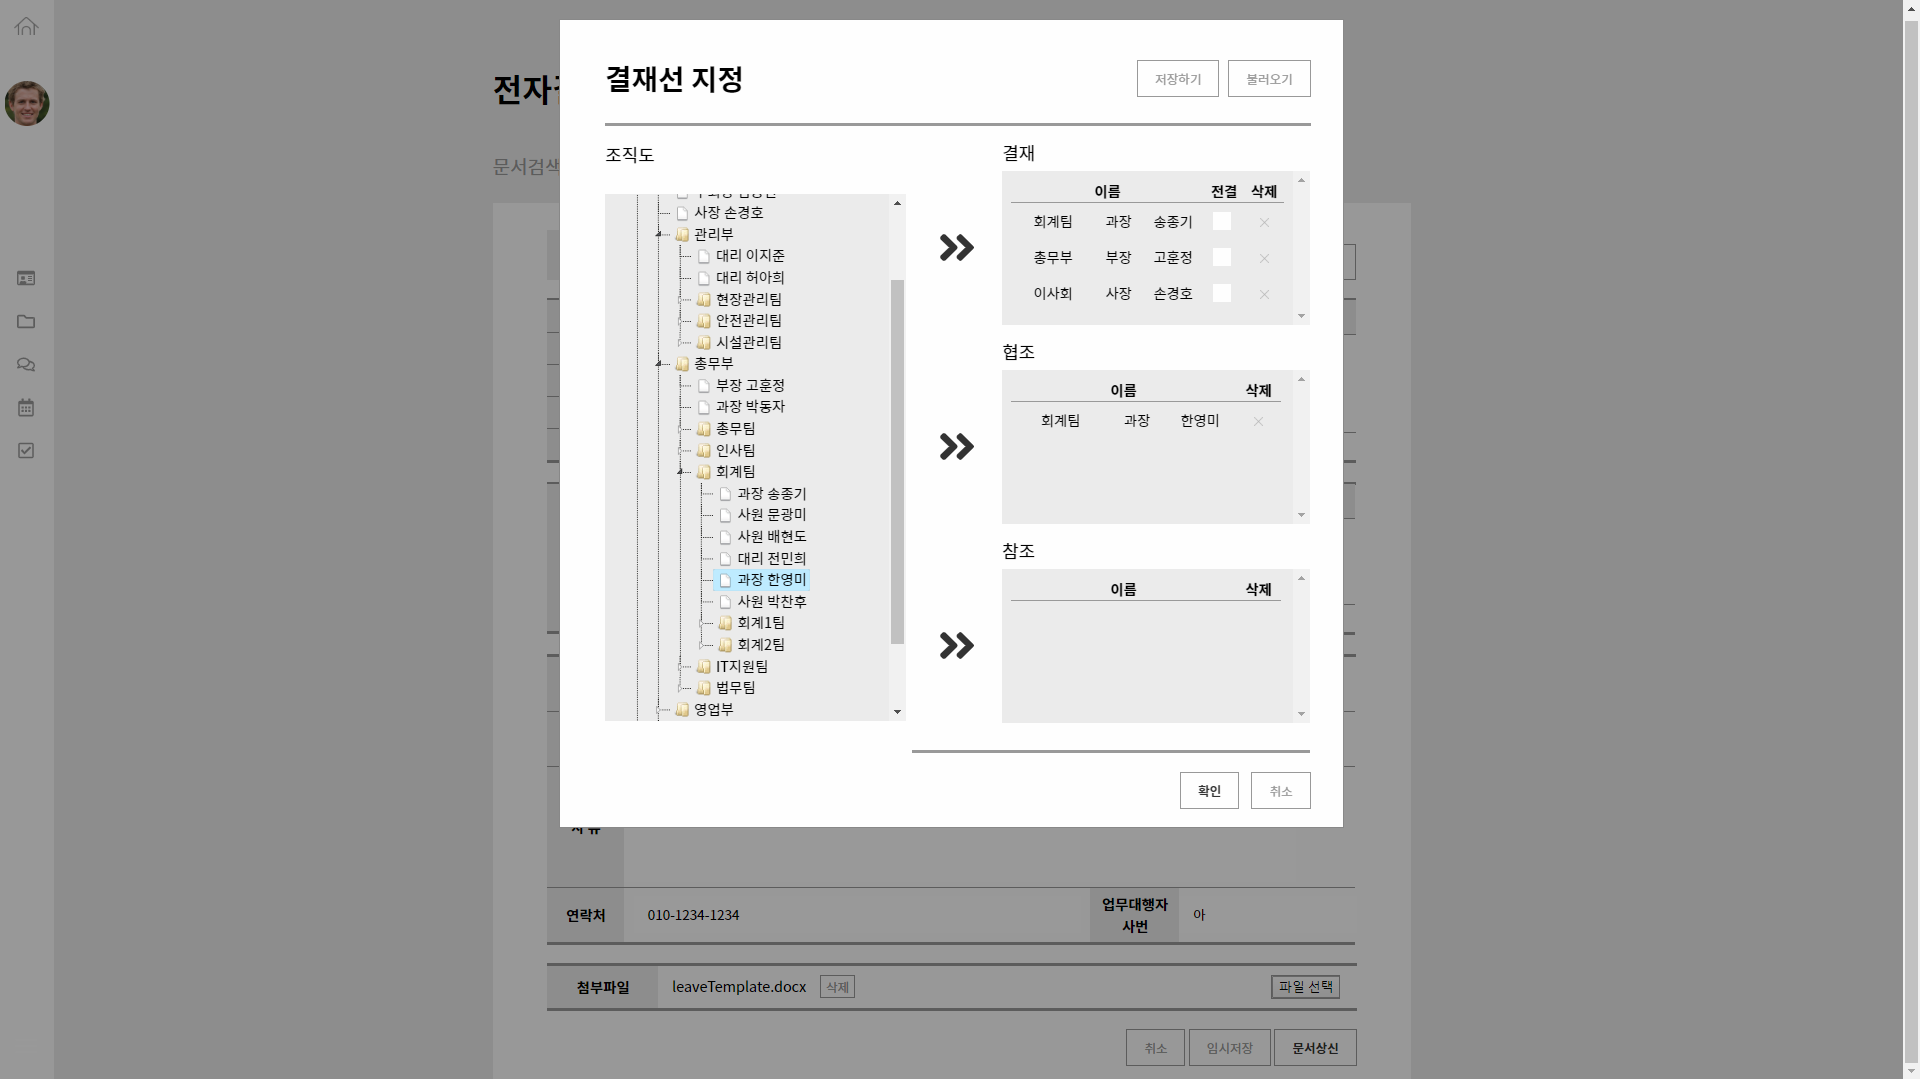 전자
문서검색
결재선 지정
저장하기 불러오기
조직도
사장 손경호
관리부
대리 이지준
대리 허아희
현장관리팀
안전관리팀
시설관리팀
총무부
부장 고훈정
과장 박동자
총무팀
인사팀
회계팀
과장 송종기
사원 문광미
사원 배현도
대리 전민희
과장 한영미
사원 박찬후
회계1팀
회계2팀
IT지원팀
법무팀
영업부
결재
이름 전결 삭제
회계팀 과장 송종기
총무부 부장 고훈정
이사회 사장 손경호
협조
이름 삭제
회계팀 과장 한영미
참조
이름 삭제
확인 취소
연락처 010-1234-1234 업무대행자
사번 아
첨부파일 leaveTemplate.docx 삭제 파일 선택
취소 임시저장 문서상신